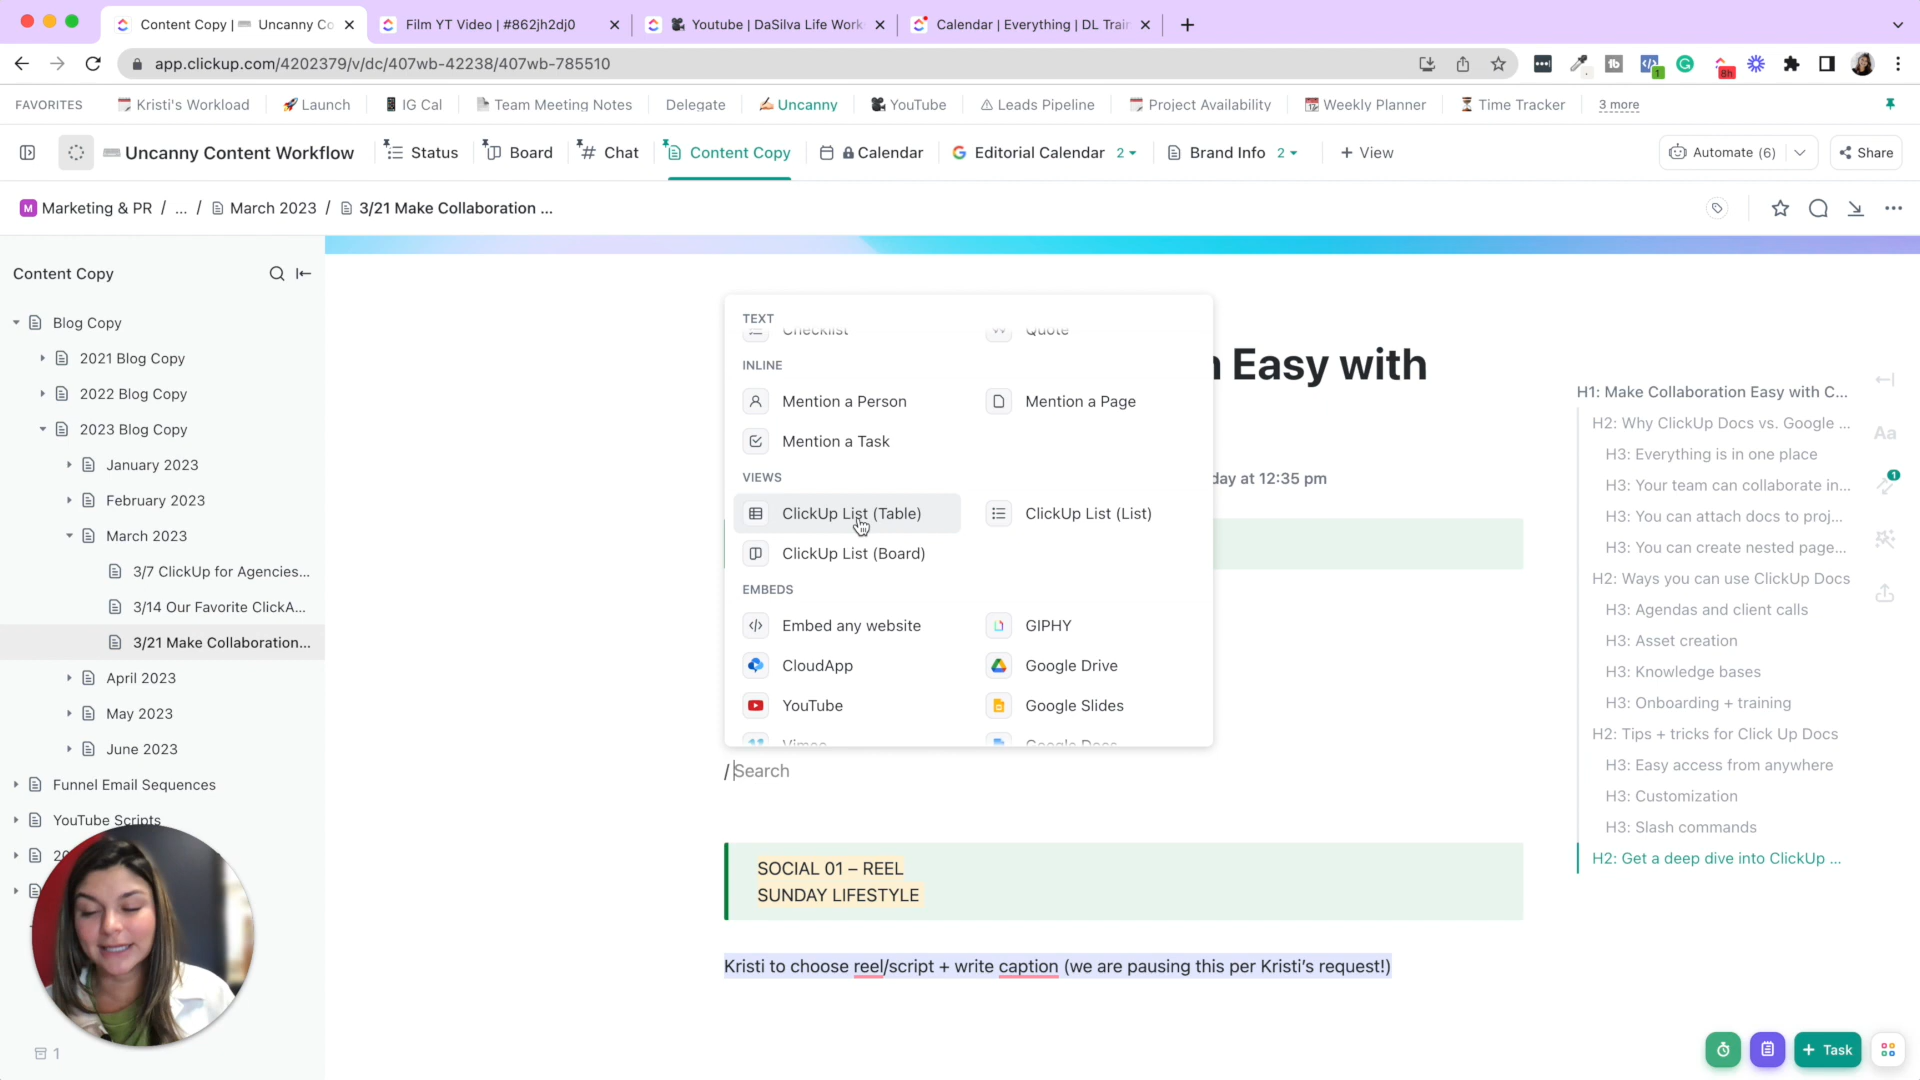 Content Copy | Uncanny Co
Film YT Video | #862jh2dj0
Youtube | DaSilva Life Work
Calendar | Everything | DL Trai
app.clickup.com/4202379/v/dc/407wb-42238/407wb-785510
8h
1
FAVORITES
Kristi's Workload
Launch
IG Cal
Team Meeting Notes
Delegate
Uncanny
YouTube
Leads Pipeline
Project Availability
Weekly Planner
Time Tracker
3 more
Uncanny Content Workflow
Status
Board
# Chat
Content Copy
Calendar
Editorial Calendar 2
Brand Info 2
+ View
Automate (6)
Share
M Marketing & PR / ... / March 2023 / 3/21 Make Collaboration ...
Content Copy
Blog Copy
2021 Blog Copy
2022 Blog Copy
2023 Blog Copy
January 2023
February 2023
March 2023
3/7 ClickUp for Agencies...
3/14 Our Favorite ClickA...
3/21 Make Collaboration...
April 2023
May 2023
June 2023
Funnel Email Sequences
YouTube Scripts
20
1
TEXT
Checklist
Quote
INLINE
Mention a Person
Mention a Page
Mention a Task
VIEWS
ClickUp List (Table)
ClickUp List (List)
ClickUp List (Board)
EMBEDS
Embed any website
GIPHY
CloudApp
Google Drive
YouTube
Google Slides
Vimeo
Google Docs
n Easy with
day at 12:35 pm
/Search
SOCIAL 01 – REEL
SUNDAY LIFESTYLE
Kristi to choose reel/script + write caption (we are pausing this per Kristi's request!)
H1: Make Collaboration Easy with C...
H2: Why ClickUp Docs vs. Google ...
H3: Everything is in one place
H3: Your team can collaborate in...
H3: You can attach docs to proj...
H3: You can create nested page...
H2: Ways you can use ClickUp Docs
H3: Agendas and client calls
H3: Asset creation
H3: Knowledge bases
H3: Onboarding + training
H2: Tips + tricks for Click Up Docs
H3: Easy access from anywhere
H3: Customization
H3: Slash commands
H2: Get a deep dive into ClickUp ...
Aa
1
+ Task